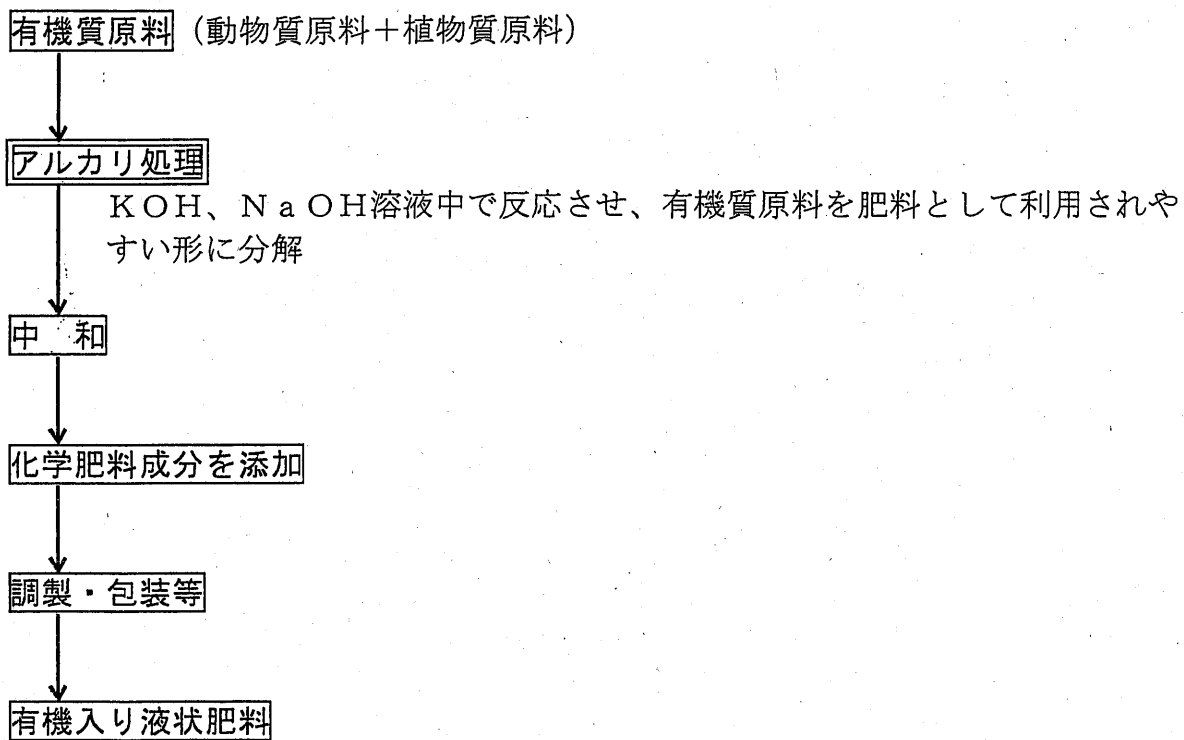 有機質原料（動物質原料＋植物質原料）
アルカリ処理
ＫＯＨ、ＮａＯＨ溶液中で反応させ、有機質原料を肥料として利用されや
すい形に分解
中　和
化学肥料成分を添加
調製・包装等
有機入り液状肥料